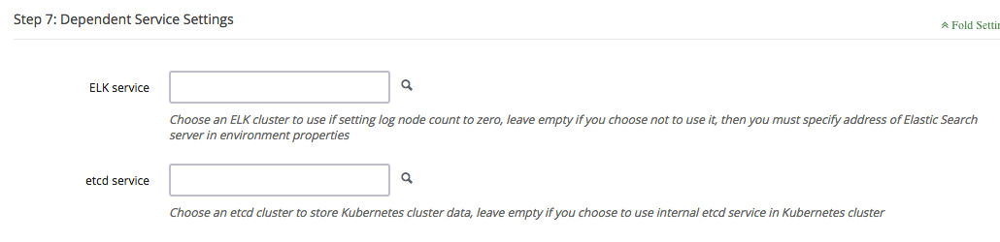 Step 7: Dependent Service Settings
Fold Settin
ELK service
Choose an ELK cluster to use if setting log node count to zero, leave empty if you choose not to use it, then you must specify address of Elastic Search
server in environment properties
etcd service
Choose an etcd cluster to store Kubernetes cluster data, leave empty if you choose to use internal etcd service in Kubernetes cluster